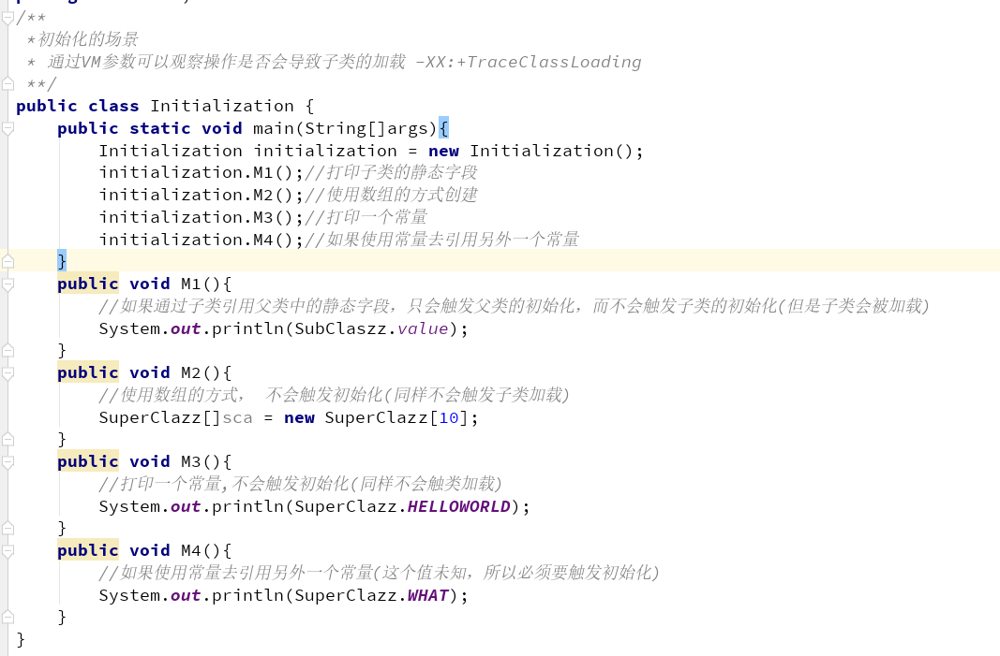 /**
 *初始化的场景
 * 通过VM参数可以观察操作是否会导致子类的加载 -XX:+TraceClassLoading
 **/
public class Initialization {
    public static void main(String[]args){
        Initialization initialization = new Initialization();
        initialization.M1();//打印子类的静态字段
        initialization.M2();//使用数组的方式创建
        initialization.M3();//打印一个常量
        initialization.M4();//如果使用常量去引用另外一个常量
    }
    public void M1(){
        //如果通过子类引用父类中的静态字段，只会触发父类的初始化，而不会触发子类的初始化(但是子类会被加载)
        System.out.println(SubClaszz.value);
    }
    public void M2(){
        //使用数组的方式， 不会触发初始化(同样不会触发子类加载)
        SuperClazz[]sca = new SuperClazz[10];
    }
    public void M3(){
        //打印一个常量,不会触发初始化(同样不会触类加载)
        System.out.println(SuperClazz.HELLOWORLD);
    }
    public void M4(){
        //如果使用常量去引用另外一个常量(这个值未知，所以必须要触发初始化)
        System.out.println(SuperClazz.WHAT);
    }
}